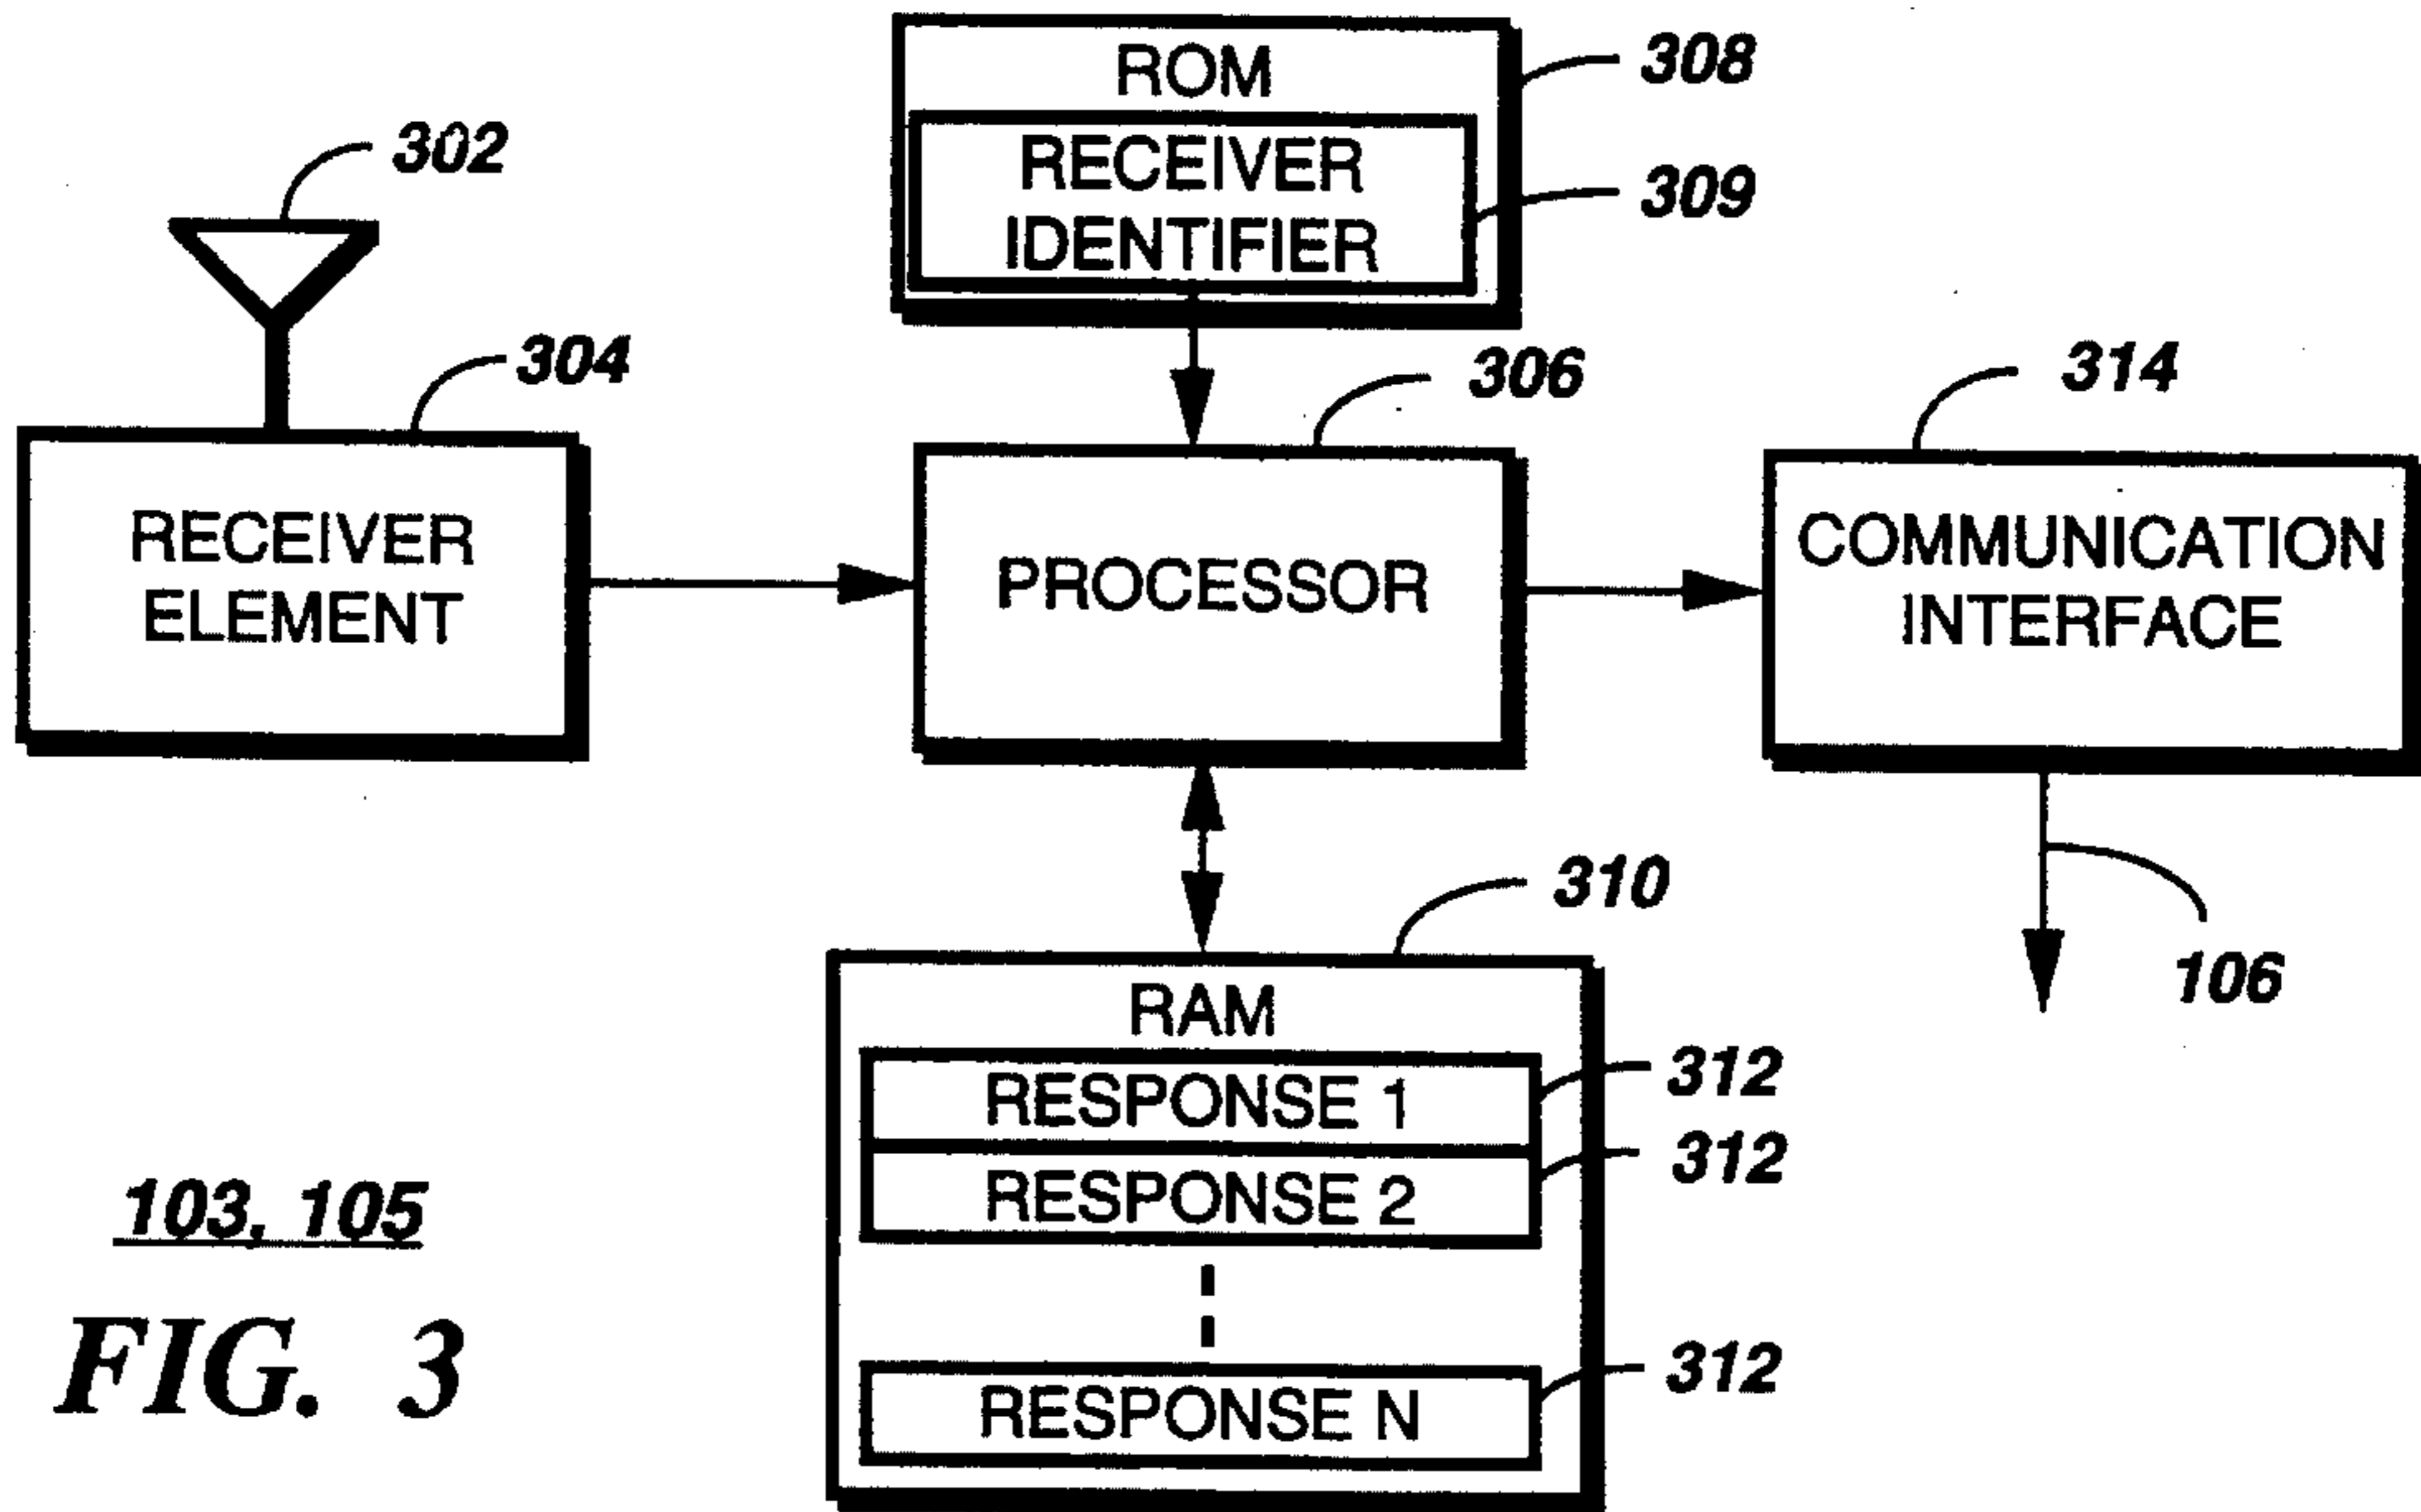 ROM
308
RECEIVER
IDENTIFIER
309
302
304
306
314
RECEIVER
ELEMENT
PROCESSOR
COMMUNICATION
INTERFACE
310
106
RAM
RESPONSE 1
312
RESPONSE 2
312
RESPONSE N
312
103, 105
FIG. 3